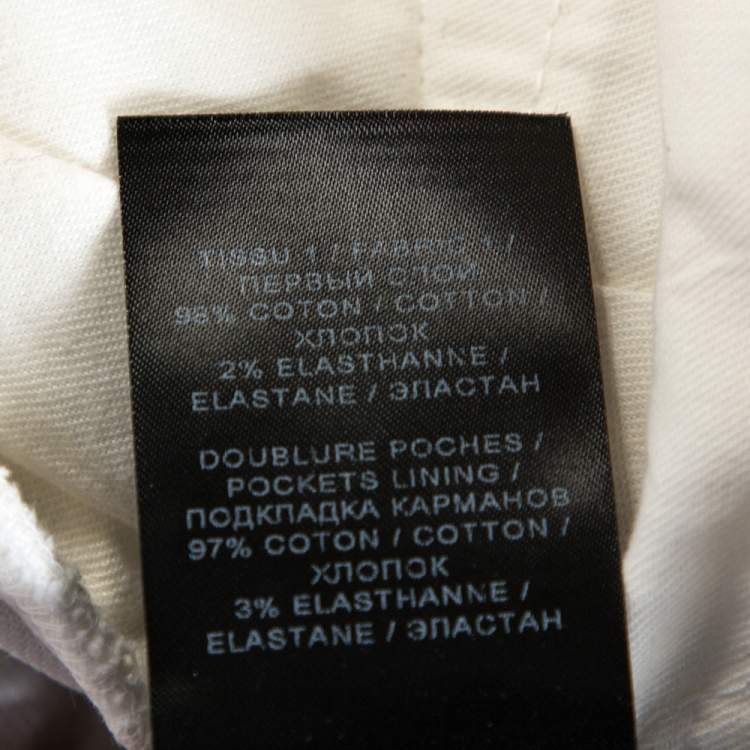 TISSU 1 / FABRIC 1 /
ПЕРВЫЙ СЛОЙ
98% COTON / COTTON /
ХЛОПОК
2% ELASTHANNE /
ELASTANE / ЭЛАСТАН
DOUBLURE POCHES /
POCKETS LINING /
ПОДКЛАДКА КАРМАНОВ
97% COTON / COTTON /
ХЛОПОК
3% ELASTHANNE /
ELASTANE / ЭЛАСТАН